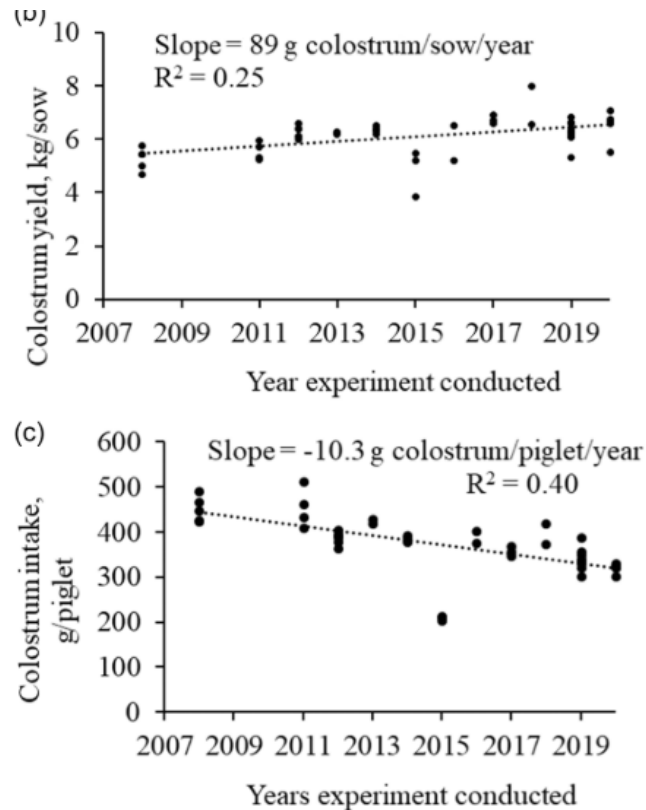 (b)
10
Slope = 89 g colostrum/sow/year
R² = 0.25
8
6
4
2
0
Colostrum yield, kg/sow
2007 2009 2011 2013 2015 2017 2019
Year experiment conducted
(c)
600
Slope = -10.3 g colostrum/piglet/year
R² = 0.40
500
400
300
200
100
0
Colostrum intake,
g/piglet
2007 2009 2011 2013 2015 2017 2019
Years experiment conducted